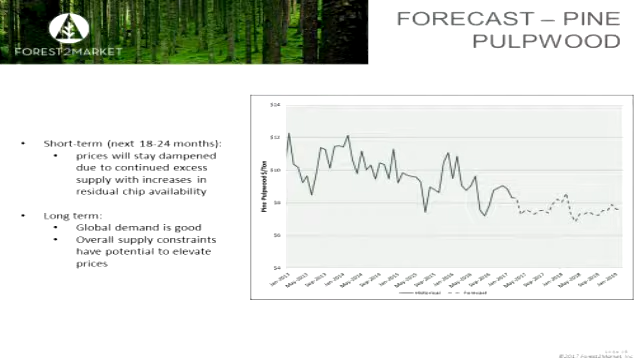 FOREST2MARKET
FORECAST – PINE
PULPWOOD
• Short-term (next 18-24 months):
• prices will stay dampened
due to continued excess
supply with increases in
residual chip availability
• Long term:
• Global demand is good
• Overall supply constraints
have potential to elevate
prices
Pine Pulpwood $/Ton
$14
$12
$10
$8
$6
$4
Jan-2013
May-2013
Sep-2013
Jan-2014
May-2014
Sep-2014
Jan-2015
May-2015
Sep-2015
Jan-2016
May-2016
Sep-2016
Jan-2017
May-2017
Sep-2017
Jan-2018
May-2018
Sep-2018
Jan-2019
Historical Forecast
©2017 Forest2Market, Inc.